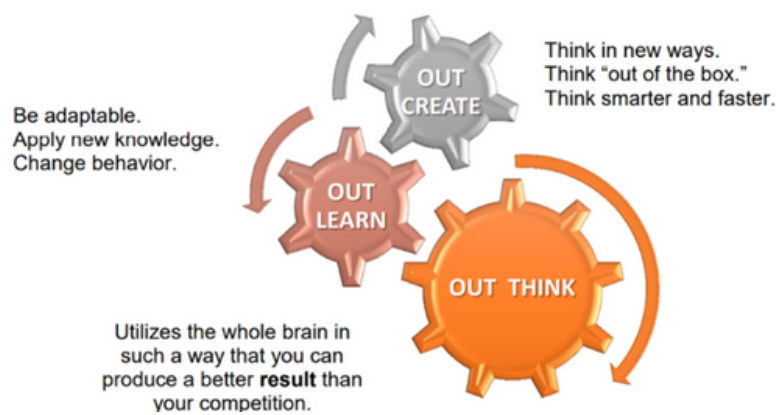 OUT
CREATE
Think in new ways.
Think “out of the box.”
Think smarter and faster.
Be adaptable.
Apply new knowledge.
Change behavior.
OUT
LEARN
OUT THINK
Utilizes the whole brain in
such a way that you can
produce a better result than
your competition.